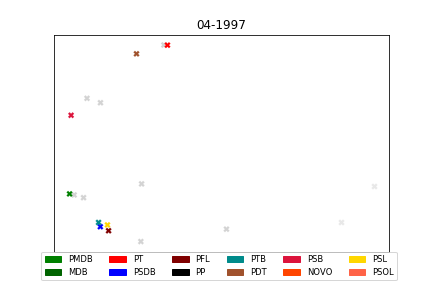 04-1997
PMDB PT PFL PTB PSB PSL
MDB PSDB PP PDT NOVO PSOL